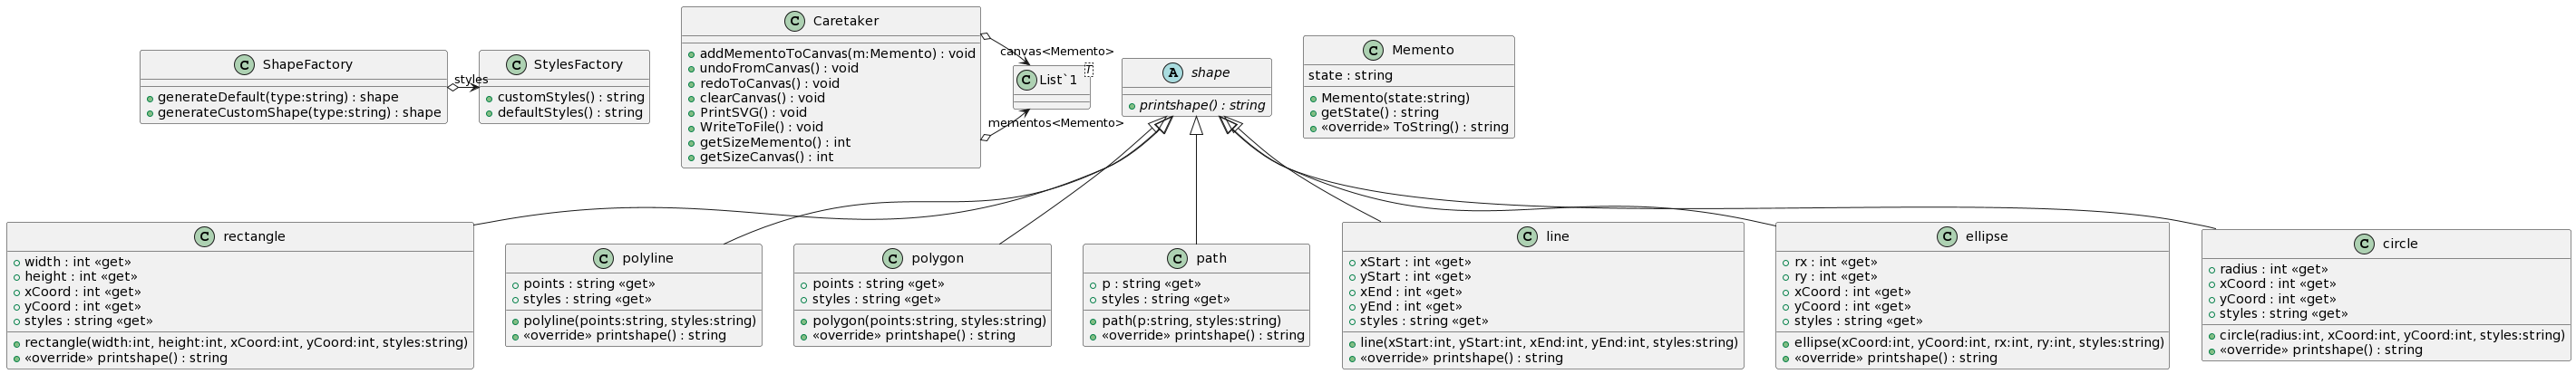 C ShapeFactory
generateDefault(type:string) : shape
generateCustomShape(type:string) : shape
styles
C StylesFactory
customStyles() : string
defaultStyles() : string
C Caretaker
addMementoToCanvas(m:Memento) : void
undoFromCanvas() : void
redoToCanvas() : void
clearCanvas() : void
PrintSVG() : void
WriteToFile() : void
getSizeMemento() : int
getSizeCanvas() : int
canvas<Memento>
C List`1
T
mementos<Memento>
A shape
printshape() : string
C Memento
state : string
Memento(state:string)
getState() : string
«override» ToString() : string
C rectangle
width : int «get»
height : int «get»
xCoord : int «get»
yCoord : int «get»
styles : string «get»
rectangle(width:int, height:int, xCoord:int, yCoord:int, styles:string)
«override» printshape() : string
C polyline
points : string «get»
styles : string «get»
polyline(points:string, styles:string)
«override» printshape() : string
C polygon
points : string «get»
styles : string «get»
polygon(points:string, styles:string)
«override» printshape() : string
C path
p : string «get»
styles : string «get»
path(p:string, styles:string)
«override» printshape() : string
C line
xStart : int «get»
yStart : int «get»
xEnd : int «get»
yEnd : int «get»
styles : string «get»
line(xStart:int, yStart:int, xEnd:int, yEnd:int, styles:string)
«override» printshape() : string
C ellipse
rx : int «get»
ry : int «get»
xCoord : int «get»
yCoord : int «get»
styles : string «get»
ellipse(xCoord:int, yCoord:int, rx:int, ry:int, styles:string)
«override» printshape() : string
C circle
radius : int «get»
xCoord : int «get»
yCoord : int «get»
styles : string «get»
circle(radius:int, xCoord:int, yCoord:int, styles:string)
«override» printshape() : string